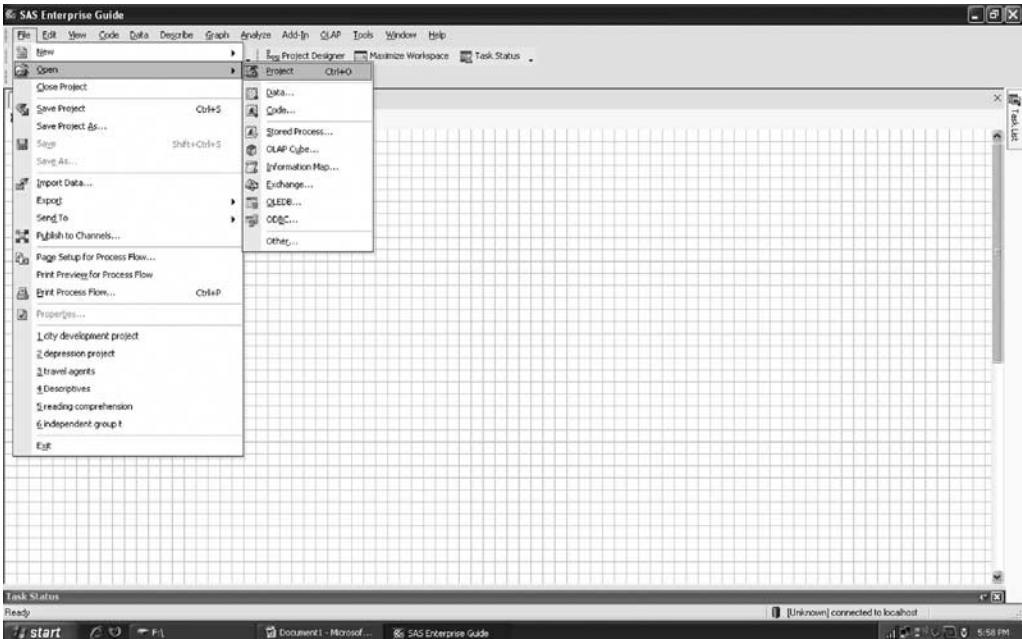 SAS Enterprise Guide
File Edit View Code Data Describe Graph Analyze Add-In OLAP Tools Window Help
Project Designer Maximize Workspace Task Status
New
Open
Close Project
Save Project Ctrl+S
Save Project As...
Save Shift+Ctrl+S
Save As...
Import Data...
Export
Send To
Publish to Channels...
Page Setup for Process Flow...
Print Preview for Process Flow
Print Process Flow... Ctrl+P
Properties...
1 city development project
2 depression project
3 travel agents
4 Descriptives
5 reading comprehension
6 independent group t
Exit
Project Ctrl+O
Data...
Code...
Stored Process...
OLAP Cube...
Information Map...
Exchange...
OLEDB...
ODBC...
Other...
Task List
Task Status
Ready
[Unknown] connected to localhost
start
F:\
Document1 - Microsof...
SAS Enterprise Guide
5:58 PM